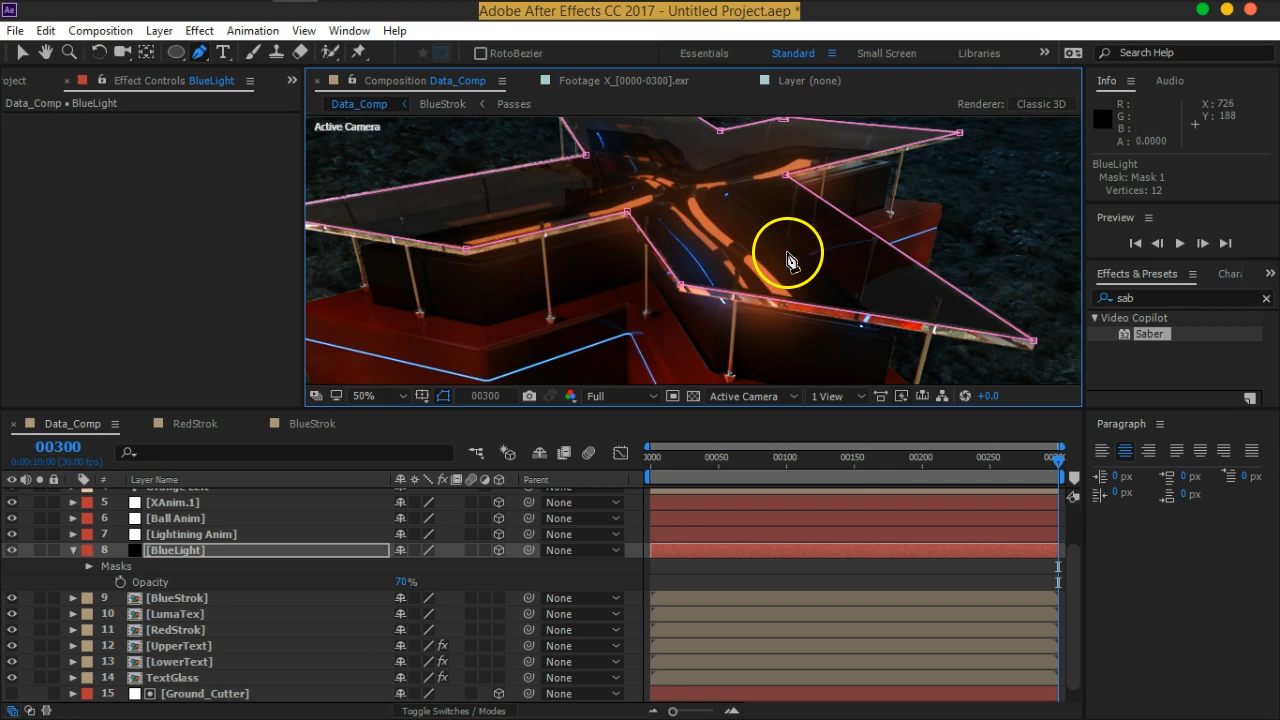 Adobe After Effects CC 2017 - Untitled Project.aep *
File Edit Composition Layer Effect Animation View Window Help
RotoBezier
Essentials Standard Small Screen Libraries Search Help
roject Effect Controls BlueLight
Composition Data_Comp Footage X_[0000-0300].exr Layer (none)
Info Audio
Data_Comp • BlueLight
Data_Comp BlueStrok Passes Renderer: Classic 3D
Active Camera
R :
G :
B :
A : 0.0000
X : 726
Y : 188
BlueLight
Mask: Mask 1
Vertices: 12
Preview
Effects & Presets Chara
sab
Video Copilot
32 Saber
50% 00300 Full Active Camera 1 View +0.0
Data_Comp RedStrok BlueStrok
Paragraph
00300
0:00:10:00 (30.00 fps)
0000 00050 00100 00150 00200 00250
# Layer Name Parent
5 [XAnim.1] None
6 [Ball Anim] None
7 [Lightining Anim] None
8 [BlueLight] None
Masks
Opacity 70%
9 [BlueStrok] None
10 [LumaTex] None
11 [RedStrok] None
12 [UpperText] fx None
13 [LowerText] fx None
14 TextGlass fx None
15 [Ground_Cutter] None
Toggle Switches / Modes
0 px 0 px 0 px
0 px 0 px